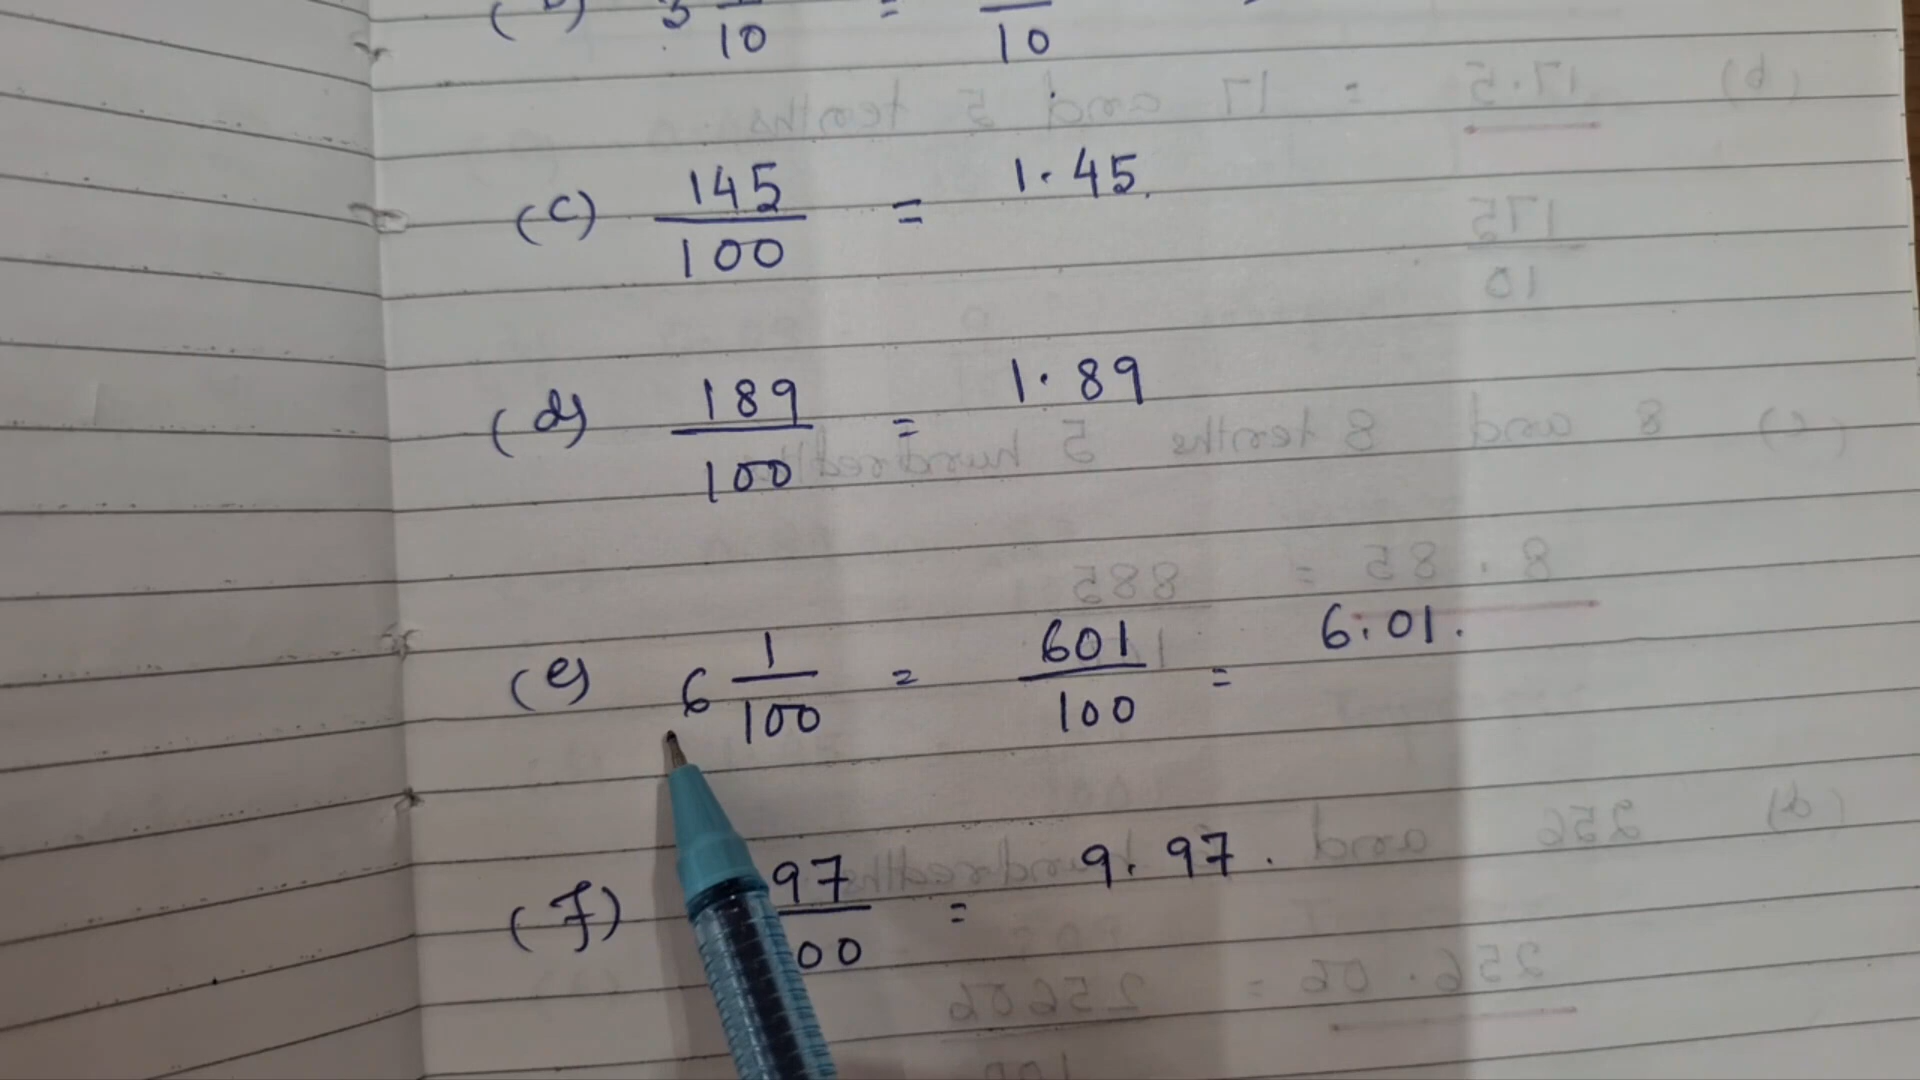 10 10
(c) 145/100 = 1.45.
(d) 189/100 = 1.89
(e) 6 1/100 = 601/100 = 6.01.
(f) 97/00 = 9.97.